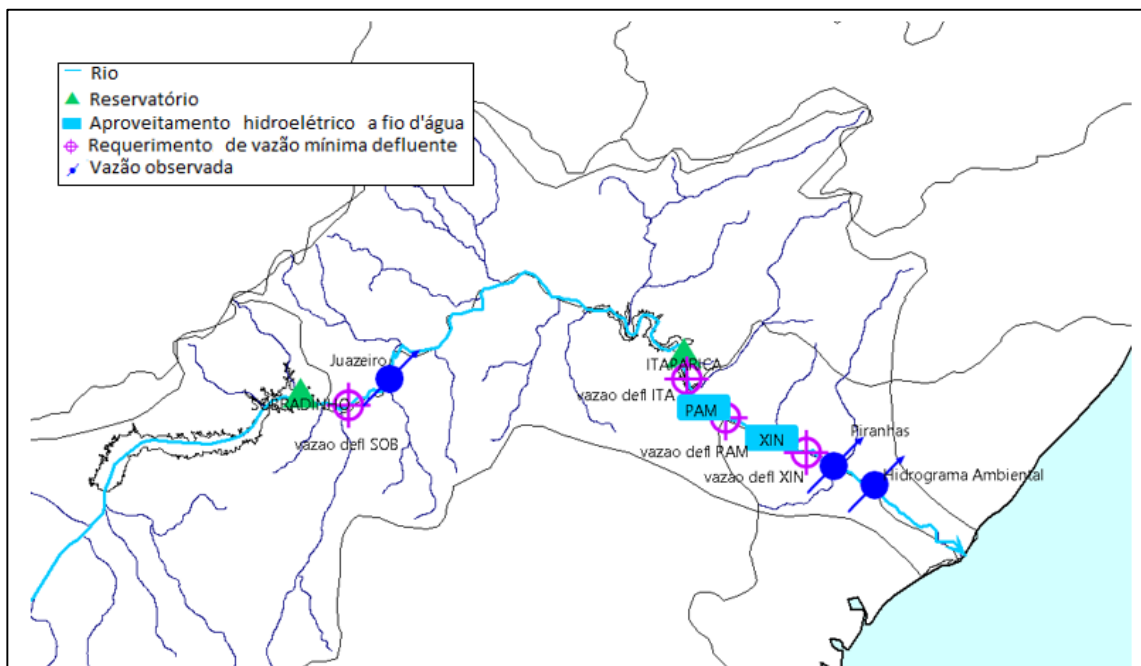 Rio
Reservatório
Aproveitamento hidroelétrico a fio d'água
Requerimento de vazão mínima defluente
Vazão observada
Juazeiro
SOBRADINHO
vazao defl SOB
ITAPARICA
vazao defl ITA
PAM
vazao defl PAM
XIN
vazao defl XIN
Piranhas
Hidrograma Ambiental